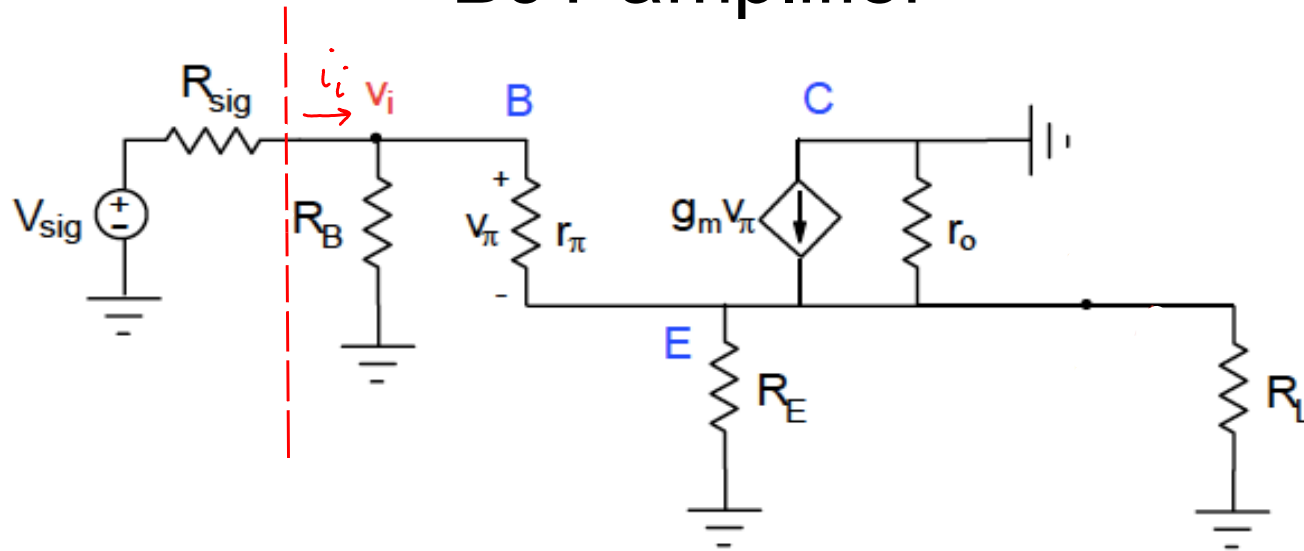 BJT amplifier
R_sig
i_i
v_i
B
C
V_sig
+
-
R_B
+
v_π
-
r_π
g_m v_π
r_o
E
R_E
R_L